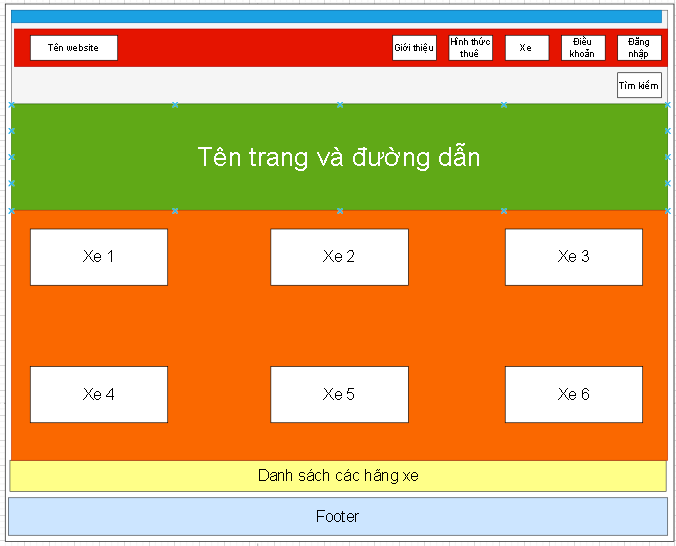 Tên website
Giới thiệu
Hình thức
thuê
Xe
Điều
khoản
Đăng
nhập
Tìm kiếm
Tên trang và đường dẫn
Xe 1
Xe 2
Xe 3
Xe 4
Xe 5
Xe 6
Danh sách các hãng xe
Footer